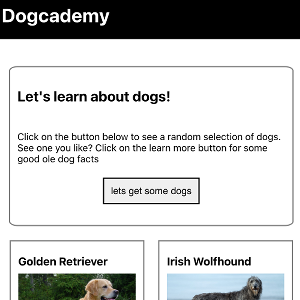 Dogcademy
Let's learn about dogs!
Click on the button below to see a random selection of dogs.
See one you like? Click on the learn more button for some
good ole dog facts
lets get some dogs
Golden Retriever
Irish Wolfhound